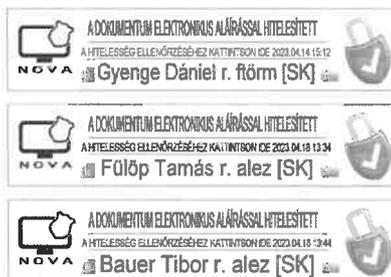 A DOKUMENTUM ELEKTRONIKUS ALÁÍRÁSSAL HITELESÍTETT
A HITELESSÉG ELLENŐRZÉSÉHEZ KATTINTSON IDE 2023.04.14 15:12
NOVA
Gyenge Dániel r. ftörm [SK]
A DOKUMENTUM ELEKTRONIKUS ALÁÍRÁSSAL HITELESÍTETT
A HITELESSÉG ELLENŐRZÉSÉHEZ KATTINTSON IDE 2023.04.18 13:34
NOVA
Fülöp Tamás r. alez [SK]
A DOKUMENTUM ELEKTRONIKUS ALÁÍRÁSSAL HITELESÍTETT
A HITELESSÉG ELLENŐRZÉSÉHEZ KATTINTSON IDE 2023.04.18 13:44
NOVA
Bauer Tibor r. alez [SK]